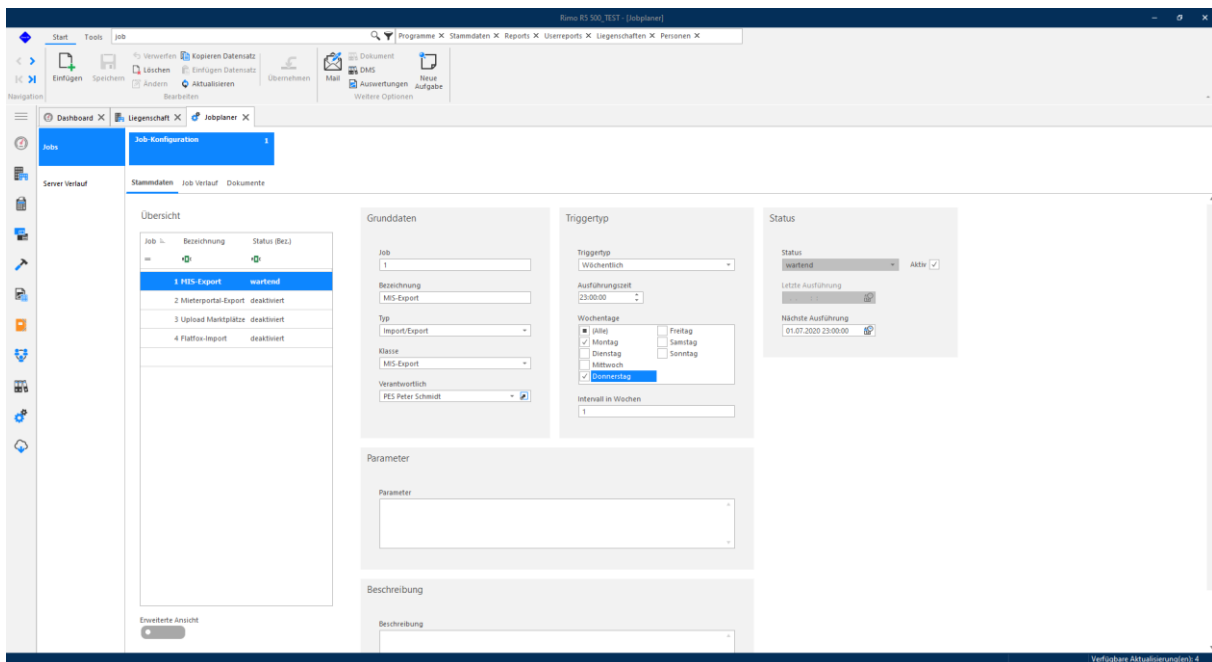 Rimo R5 500_TEST - [Jobplaner]
Start Tools job Programme X Stammdaten X Reports X Userreports X Liegenschaften X Personen X
Einfügen Speichern
Verwerfen Kopieren Datensatz
Löschen Einfügen Datensatz
Ändern Aktualisieren
Übernehmen
Mail
Dokument
DMS
Auswertungen
Neue
Aufgabe
Navigation Bearbeiten Weitere Optionen
Dashboard X Liegenschaft X Jobplaner X
Jobs
Server Verlauf
Job-Konfiguration 1
Stammdaten Job Verlauf Dokumente
Übersicht
Job Bezeichnung Status (Bez.)
=
1 MIS-Export wartend
2 Mieterportal-Export deaktiviert
3 Upload Marktplätze deaktiviert
4 Flatfox-Import deaktiviert
Erweiterte Ansicht
Grunddaten
Job
1
Bezeichnung
MIS-Export
Typ
Import/Export
Klasse
MIS-Export
Verantwortlich
PES Peter Schmidt
Triggertyp
Triggertyp
Wöchentlich
Ausführungszeit
23:00:00
Wochentage
(Alle) Freitag
Montag Samstag
Dienstag Sonntag
Mittwoch
Donnerstag
Intervall in Wochen
1
Status
Status
wartend Aktiv
Letzte Ausführung
Nächste Ausführung
01.07.2020 23:00:00
Parameter
Parameter
Beschreibung
Beschreibung
Verfügbare Aktualisierung(en): 4